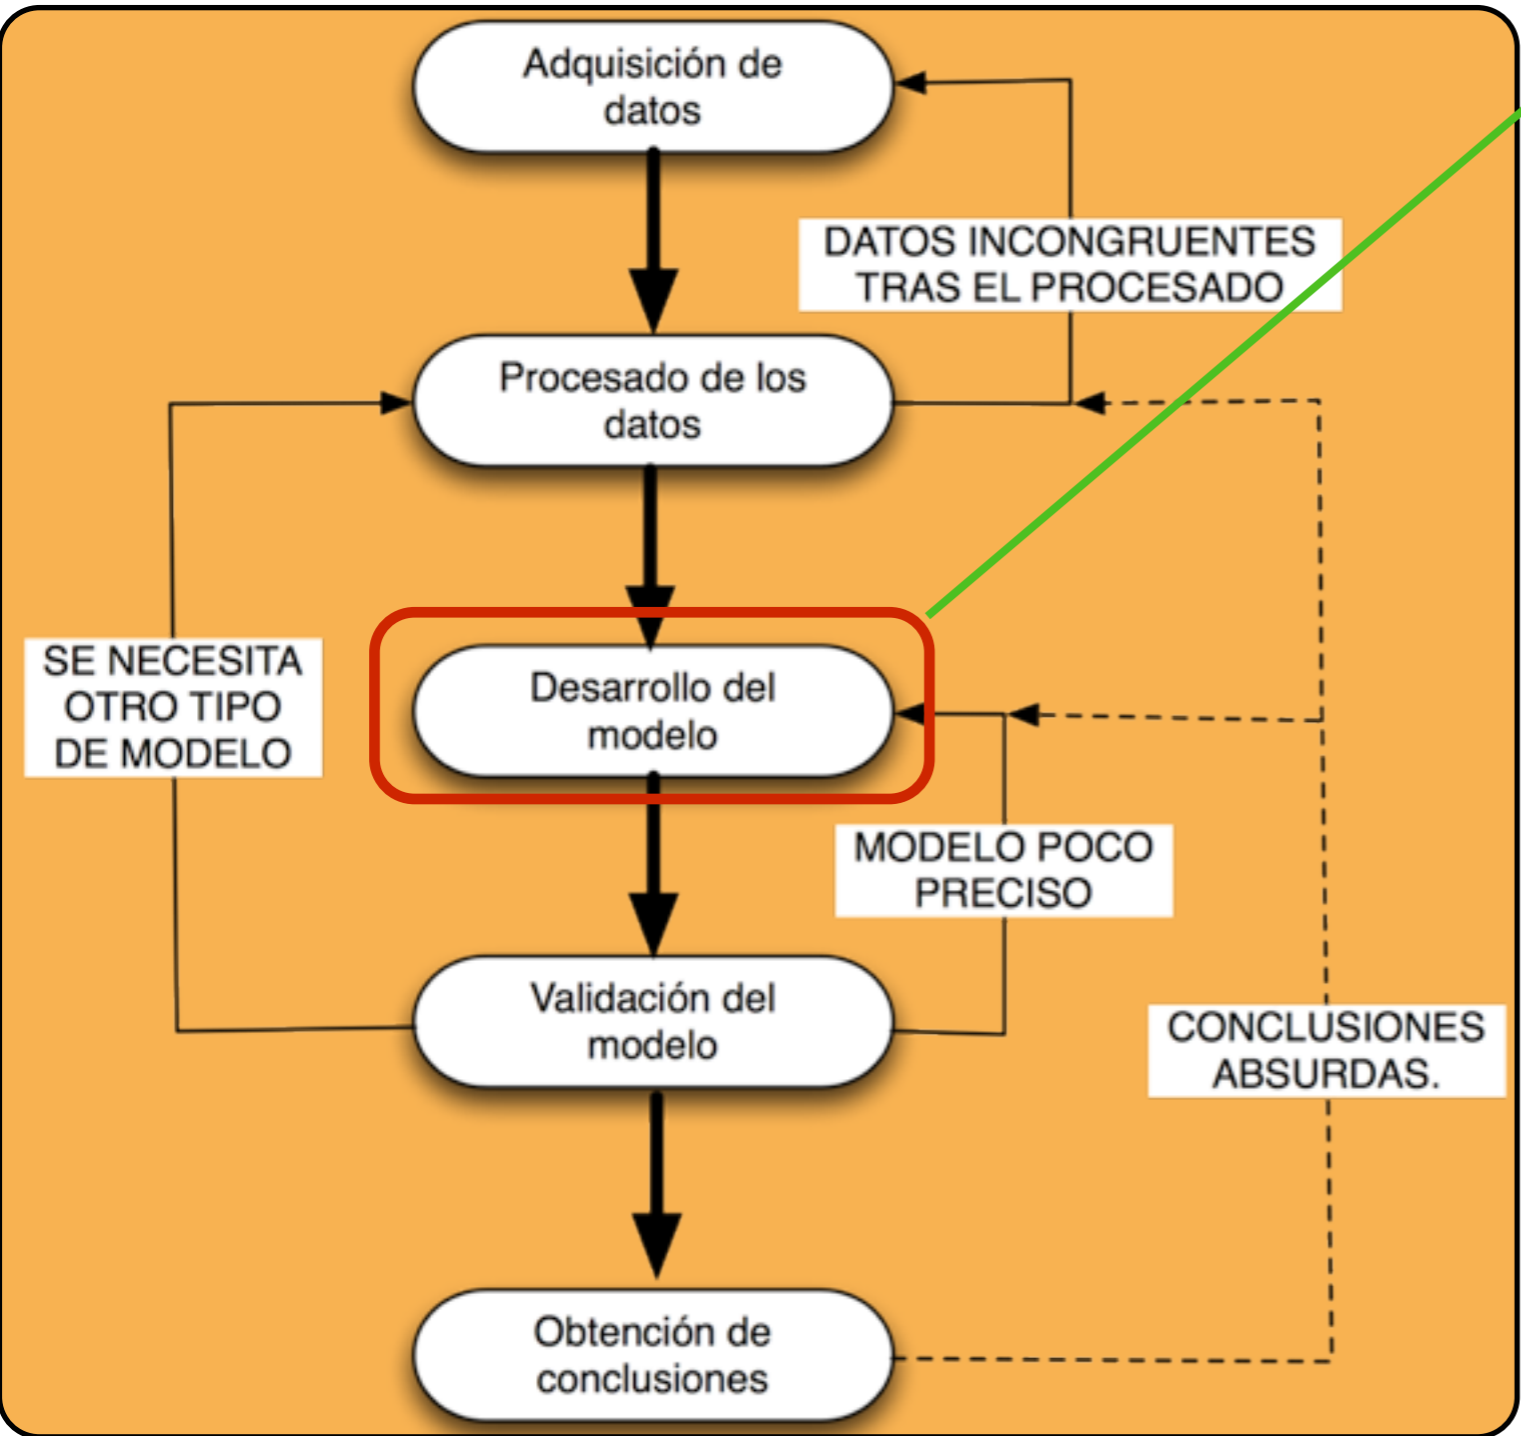 Adquisición de
datos
DATOS INCONGRUENTES
TRAS EL PROCESADO
Procesado de los
datos
SE NECESITA
OTRO TIPO
DE MODELO
Desarrollo del
modelo
MODELO POCO
PRECISO
Validación del
modelo
CONCLUSIONES
ABSURDAS.
Obtención de
conclusiones